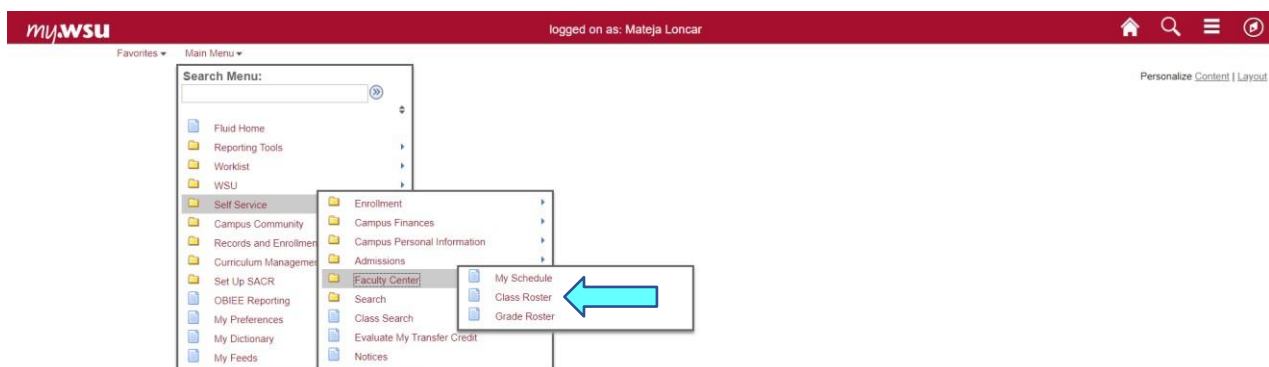 my.wsu
logged on as: Mateja Loncar
Favorites
Main Menu
Personalize Content | Layout
Search Menu:
Fluid Home
Reporting Tools
Worklist
WSU
Self Service
Campus Community
Records and Enrollmen
Curriculum Managemen
Set Up SACR
OBIEE Reporting
My Preferences
My Dictionary
My Feeds
Enrollment
Campus Finances
Campus Personal Information
Admissions
Faculty Center
Search
Class Search
Evaluate My Transfer Credit
Notices
My Schedule
Class Roster
Grade Roster